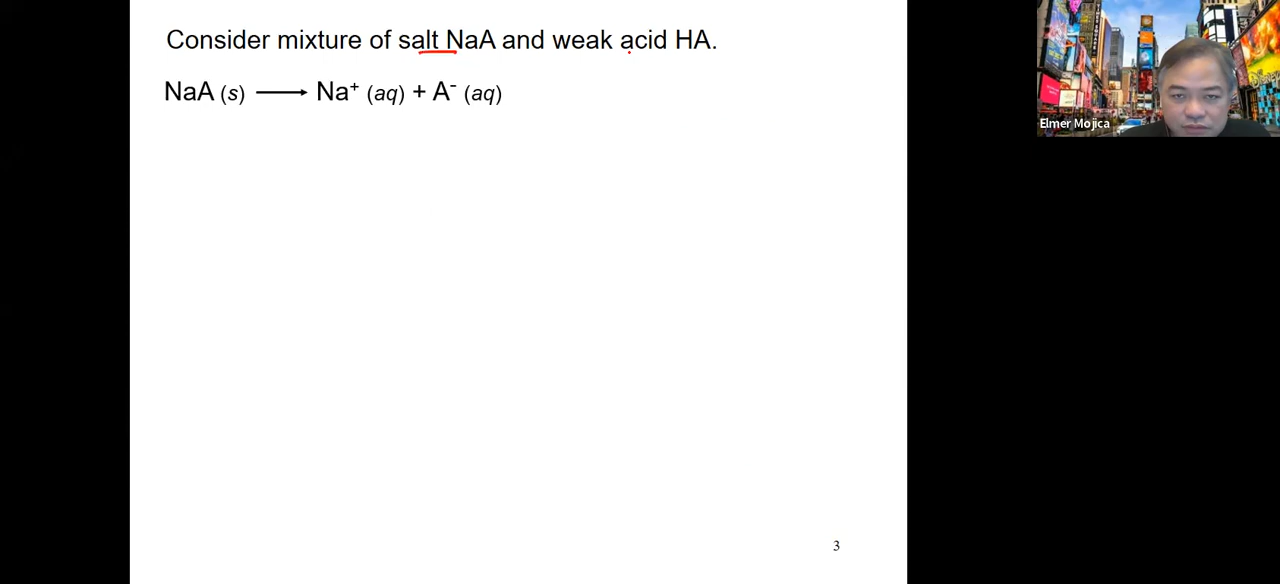 Consider mixture of salt NaA and weak acid HA.
NaA (s) ⟶ Na⁺ (aq) + A⁻ (aq)
Elmer Mojica
3